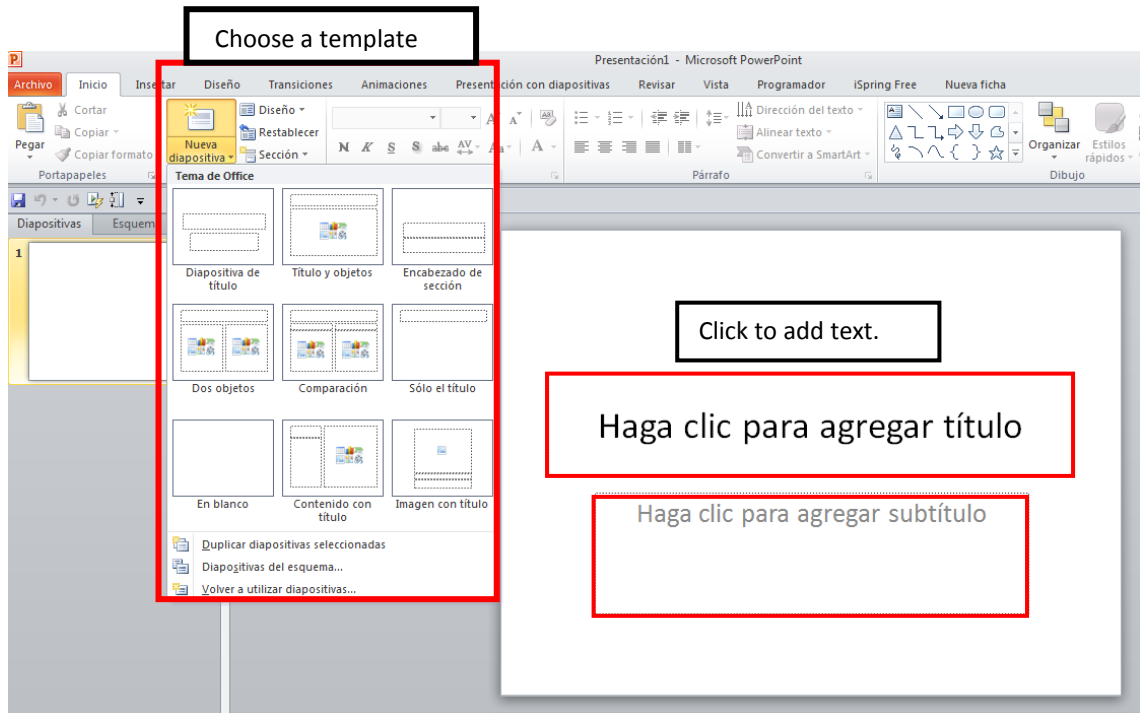 Choose a template
Presentación1 - Microsoft PowerPoint
Archivo Inicio Insertar Diseño Transiciones Animaciones Presentación con diapositivas Revisar Vista Programador iSpring Free Nueva ficha
Cortar
Copiar
Copiar formato
Pegar
Portapapeles
Nueva
diapositiva
Diseño
Restablecer
Sección
N K S S abc AV A
Dirección del texto
Alinear texto
Convertir a SmartArt
Párrafo
Organizar
Estilos
rápidos
Dibujo
Diapositivas Esquem
1
Tema de Office
Diapositiva de
título
Título y objetos
Encabezado de
sección
Dos objetos
Comparación
Sólo el título
En blanco
Contenido con
título
Imagen con título
Duplicar diapositivas seleccionadas
Diapositivas del esquema...
Volver a utilizar diapositivas...
Click to add text.
Haga clic para agregar título
Haga clic para agregar subtítulo